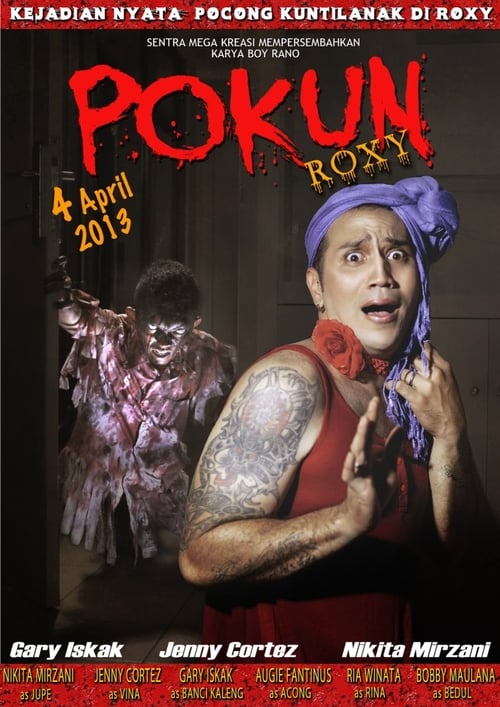 KEJADIAN NYATA POCONG KUNTILANAK DI ROXY
SENTRA MEGA KREASI MEMPERSEMBAHKAN
KARYA BOY RANO
POKUN
ROXY
4 April
2013
Gary Iskak Jenny Cortez Nikita Mirzani
NIKITA MIRZANI JENNY CORTEZ GARY ISKAK AUGIE FANTINUS RIA WINATA BOBBY MAULANA
as JUPE as VINA as BANCI KALENG as ACONG as RINA as BEDUL